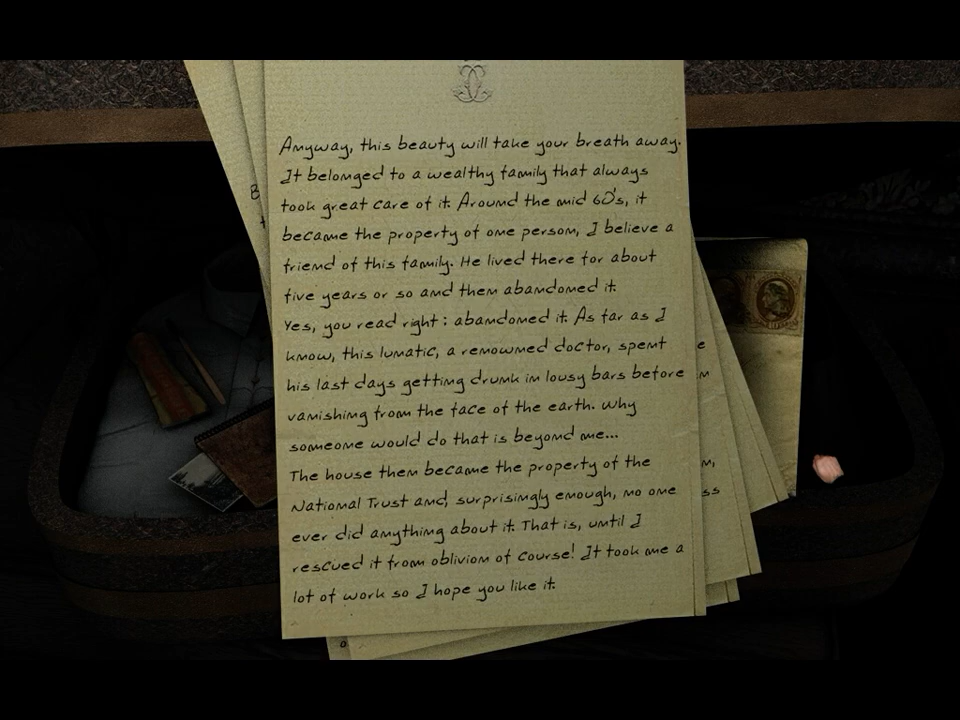 Anyway, this beauty will take your breath away.
It belonged to a wealthy family that always
took great care of it. Around the mid 60's, it
became the property of one person, I believe a
friend of this family. He lived there for about
five years or so and then abandoned it.
Yes, you read right : abandoned it. As far as I
know, this lunatic, a renowned doctor, spent
his last days getting drunk in lousy bars before
vanishing from the face of the earth. Why
someone would do that is beyond me...
The house then became the property of the
National Trust and, surprisingly enough, no one
ever did anything about it. That is, until I
rescued it from oblivion of course! It took me a
lot of work so I hope you like it.